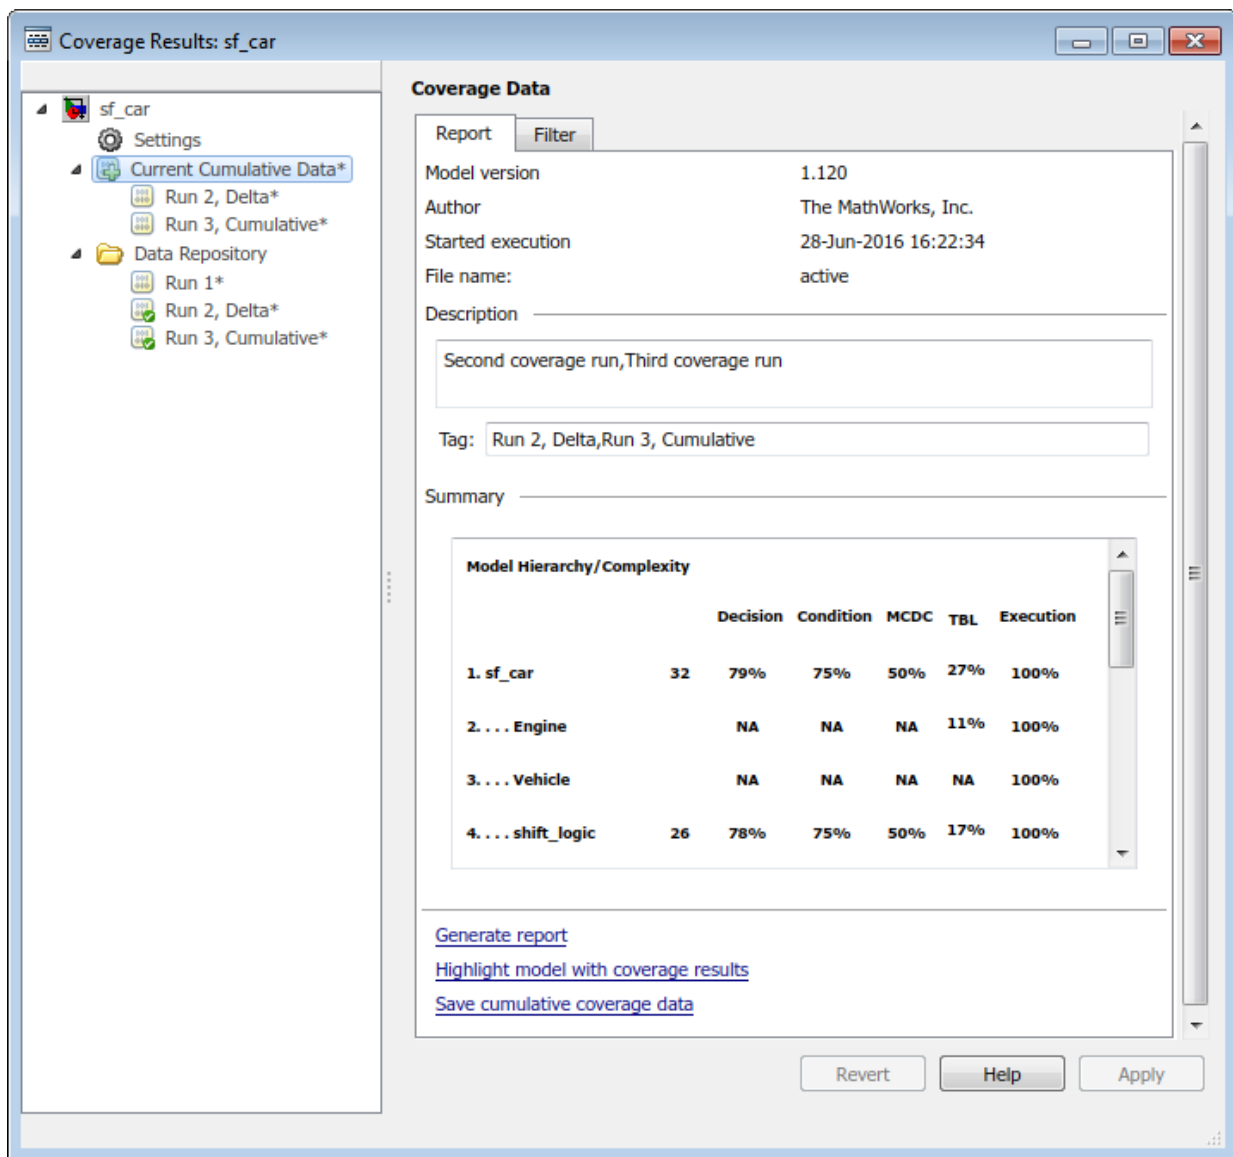 Coverage Results: sf_car
sf_car
Settings
Current Cumulative Data*
Run 2, Delta*
Run 3, Cumulative*
Data Repository
Run 1*
Run 2, Delta*
Run 3, Cumulative*
Coverage Data
Report Filter
Model version 1.120
Author The MathWorks, Inc.
Started execution 28-Jun-2016 16:22:34
File name: active
Description
Second coverage run,Third coverage run
Tag: Run 2, Delta,Run 3, Cumulative
Summary
Model Hierarchy/Complexity
Decision Condition MCDC TBL Execution
1. sf_car 32 79% 75% 50% 27% 100%
2. . . . Engine NA NA NA 11% 100%
3. . . . Vehicle NA NA NA NA 100%
4. . . . shift_logic 26 78% 75% 50% 17% 100%
Generate report
Highlight model with coverage results
Save cumulative coverage data
Revert Help Apply